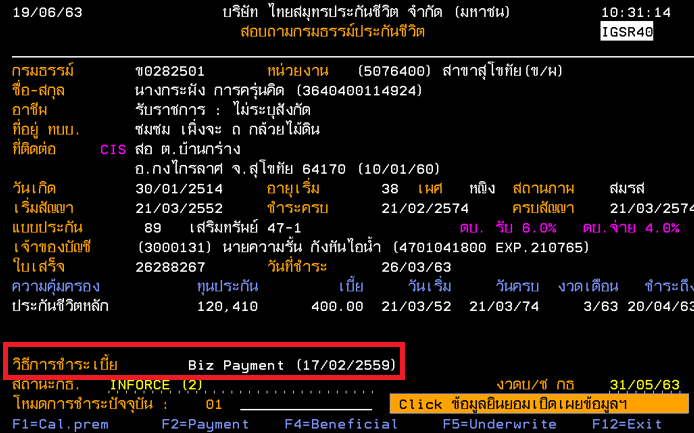 19/06/63 บริษัท ไทยสมุทรประกันชีวิต จำกัด (มหาชน) 10:31:14
สอบถามกรมธรรม์ประกันชีวิต IGSR40
กรมธรรม์ ข0282501 หน่วยงาน (5076400) สาขาสุโขทัย(ข/ผ)
ชื่อ-สกุล นางกระพัง การครุ่นคิด (3640400114924)
อาชีพ รับราชการ : ไม่ระบุสังกัด
ที่อยู่ ทบบ. ชมชม เผิ่งจะ ถ กล้วยไม้ดิน
ที่ติดต่อ CIS สอ ต.บ้านกร่าง
อ.กงไกรลาศ จ.สุโขทัย 64170 (10/01/60)
วันเกิด 30/01/2514 อายุเริ่ม 38 เพศ หญิง สถานภาพ สมรส
เริ่มสัญญา 21/03/2552 ชำระครบ 21/02/2574 ครบสัญญา 21/03/2574
แบบประกัน 89 เสริมทรัพย์ 47-1 ดบ. รับ 6.0% ดบ.จ่าย 4.0%
เจ้าของบัญชี (3000131) นายความรั้น กังหันไอน้ำ (4701041800 EXP.210765)
ใบเสร็จ 26288267 วันที่ชำระ 26/03/63
ความคุ้มครอง ทุนประกัน เบี้ย วันเริ่ม วันครบ งวดเดือน ชำระถึง
ประกันชีวิตหลัก 120,410 400.00 21/03/52 21/03/74 3/63 20/04/63
วิธีการชำระเบี้ย Biz Payment (17/02/2559)
สถานะกธ. INFORCE (2) งวดบ/ช กธ 31/05/63
โหมดการชำระปัจจุบัน : 01 Click ข้อมูลยินยอมเปิดเผยข้อมูลฯ
F1=Cal.prem F2=Payment F4=Beneficial F5=Underwrite F12=Exit